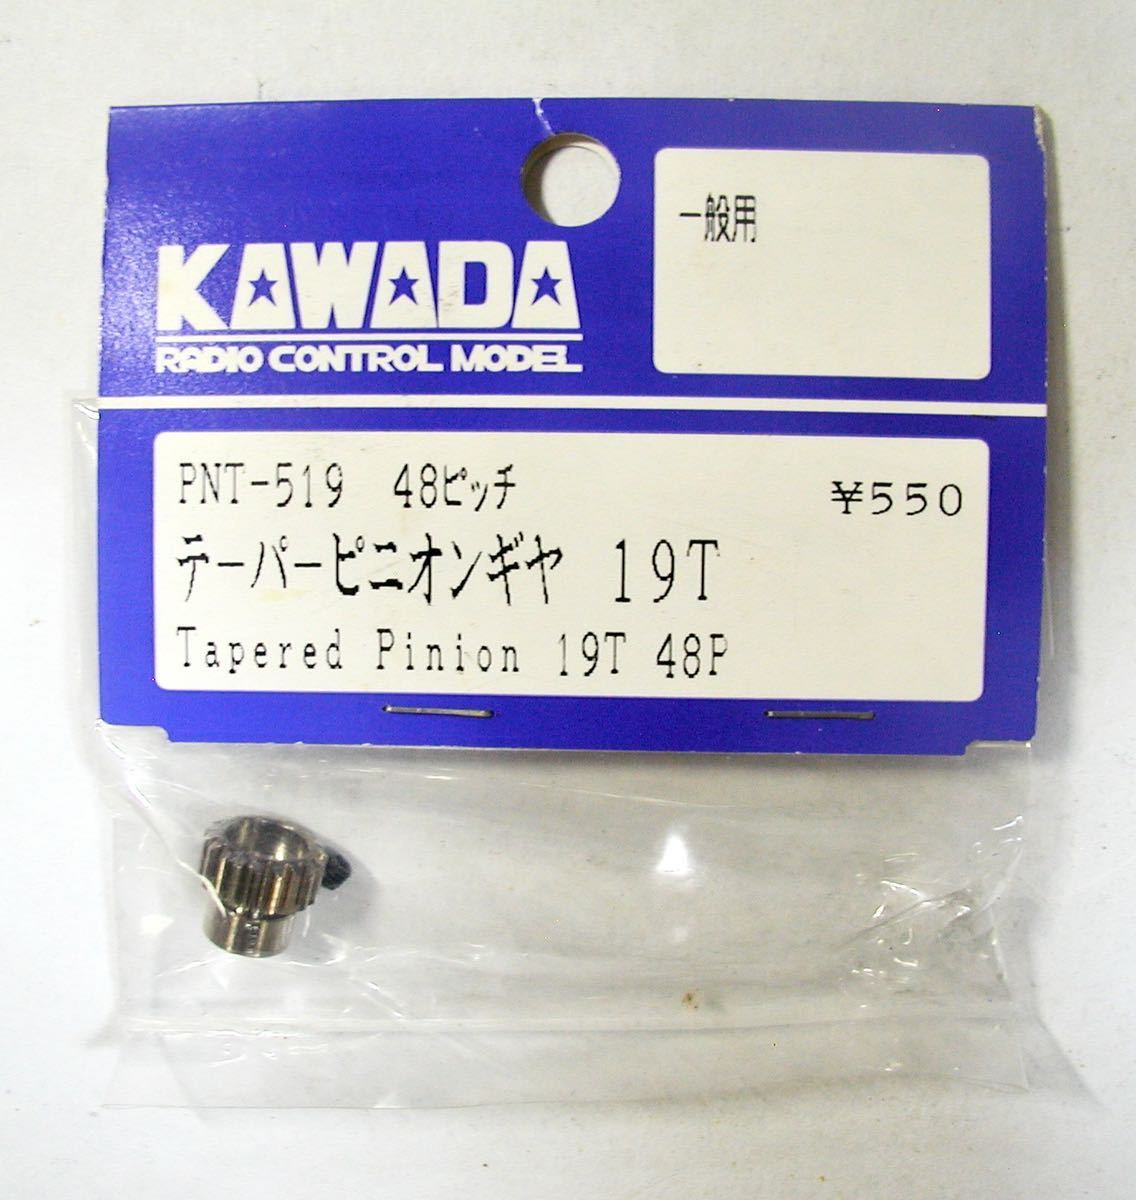 KAWADA
RADIO CONTROL MODEL
一般用
PNT-519 48ピッチ ¥550
テーパーピニオンギヤ 19T
Tapered Pinion 19T 48P